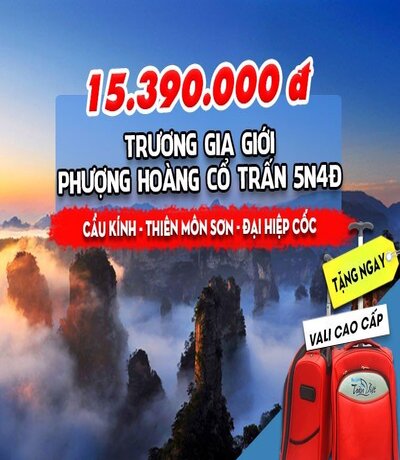 15.390.000 đ
TRƯƠNG GIA GIỚI
PHƯỢNG HOÀNG CỔ TRẤN 5N4Đ
CẦU KÍNH - THIÊN MÔN SƠN - ĐẠI HIỆP CỐC
TẶNG NGAY
VALI CAO CẤP